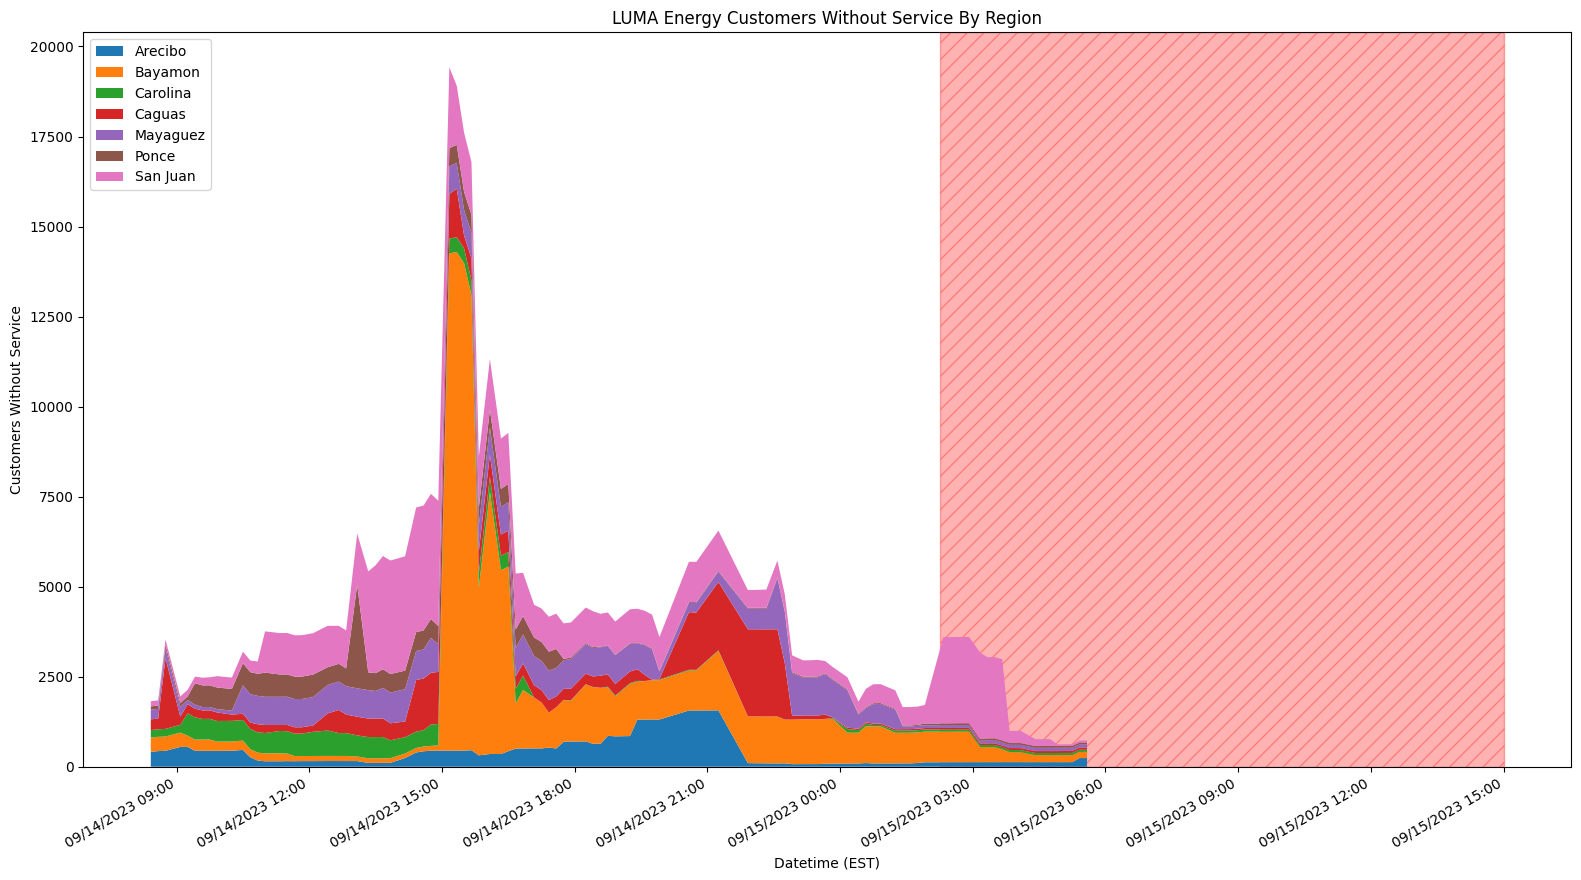 LUMA Energy Customers Without Service By Region
Arecibo
Bayamon
Carolina
Caguas
Mayaguez
Ponce
San Juan
Customers Without Service
20000
17500
15000
12500
10000
7500
5000
2500
0
09/14/2023 09:00
09/14/2023 12:00
09/14/2023 15:00
09/14/2023 18:00
09/14/2023 21:00
09/15/2023 00:00
09/15/2023 03:00
09/15/2023 06:00
09/15/2023 09:00
09/15/2023 12:00
09/15/2023 15:00
Datetime (EST)